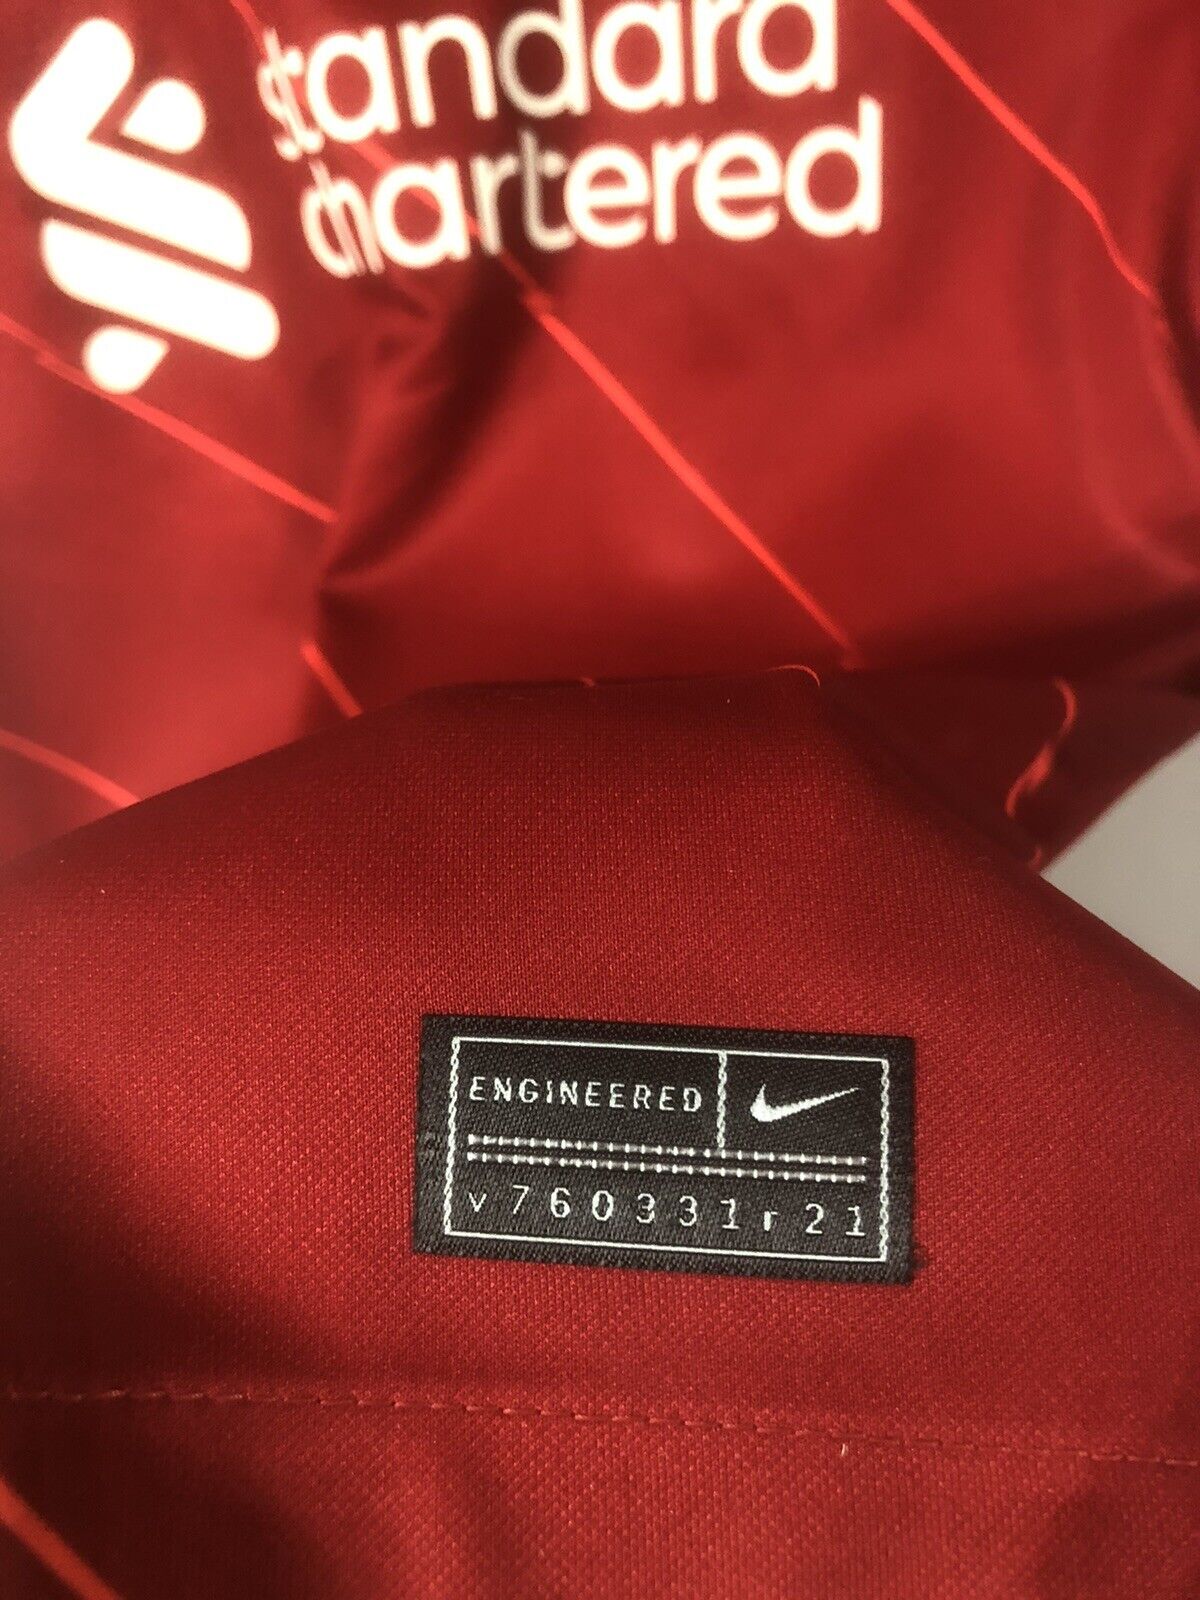 standard
chartered
ENGINEERED
v760331r21